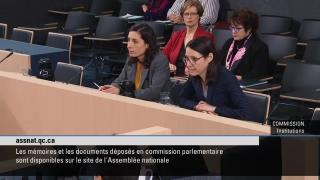 COMMISSION
Institutions
assnat.qc.ca
Les mémoires et les documents déposés en commission parlementaire
sont disponibles sur le site de l'Assemblée nationale